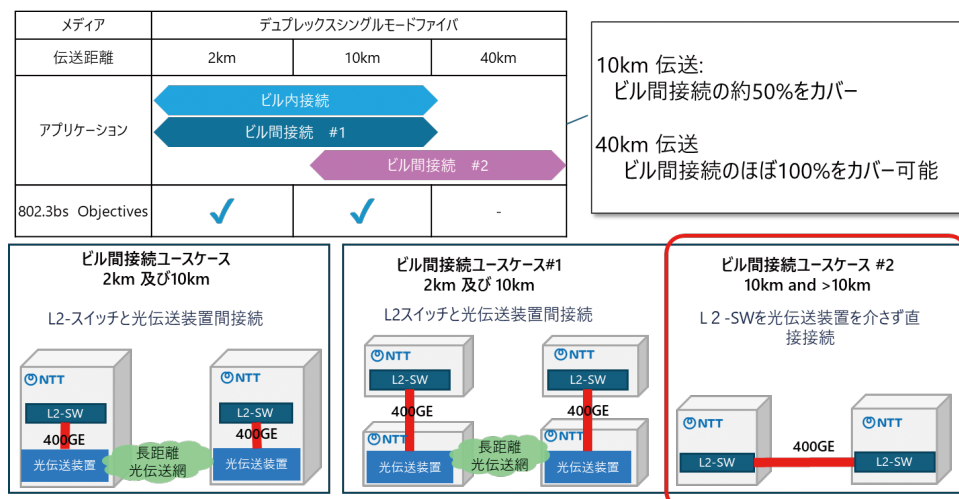 メディア
デュプレックスシングルモードファイバ
伝送距離
2km
10km
40km
アプリケーション
ビル内接続
ビル間接続 #1
ビル間接続 #2
802.3bs Objectives
-
10km 伝送:
ビル間接続の約50%をカバー
40km 伝送
ビル間接続のほぼ100%をカバー可能
ビル間接続ユースケース
2km 及び10km
L2-スイッチと光伝送装置間接続
NTT
L2-SW
400GE
光伝送装置
長距離
光伝送網
NTT
L2-SW
400GE
光伝送装置
ビル間接続ユースケース#1
2km 及び 10km
L2スイッチと光伝送装置間接続
NTT
L2-SW
400GE
NTT
光伝送装置
長距離
光伝送網
NTT
L2-SW
400GE
NTT
光伝送装置
ビル間接続ユースケース #2
10km and >10km
L２-SWを光伝送装置を介さず直
接接続
NTT
L2-SW
400GE
NTT
L2-SW